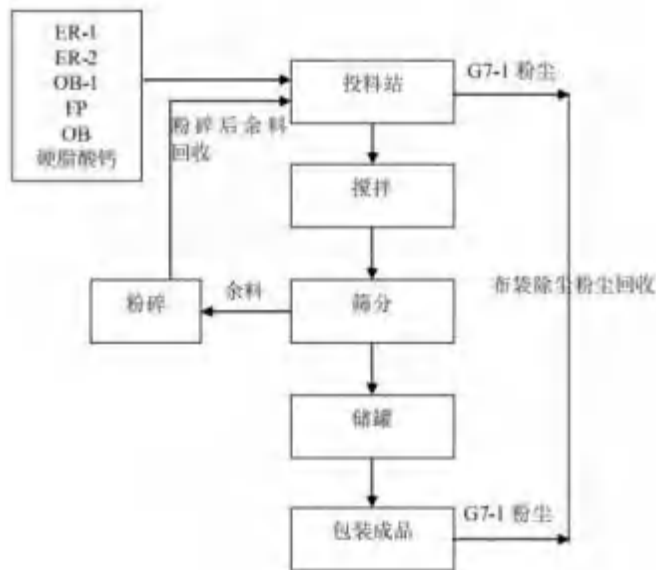 ER-1
ER-2
OB-1
FP
OB
硬脂酸钙
投料站
G7-1 粉尘
粉碎后余料
回收
搅拌
粉碎
余料
筛分
布袋除尘粉尘回收
储罐
包装成品
G7-1 粉尘